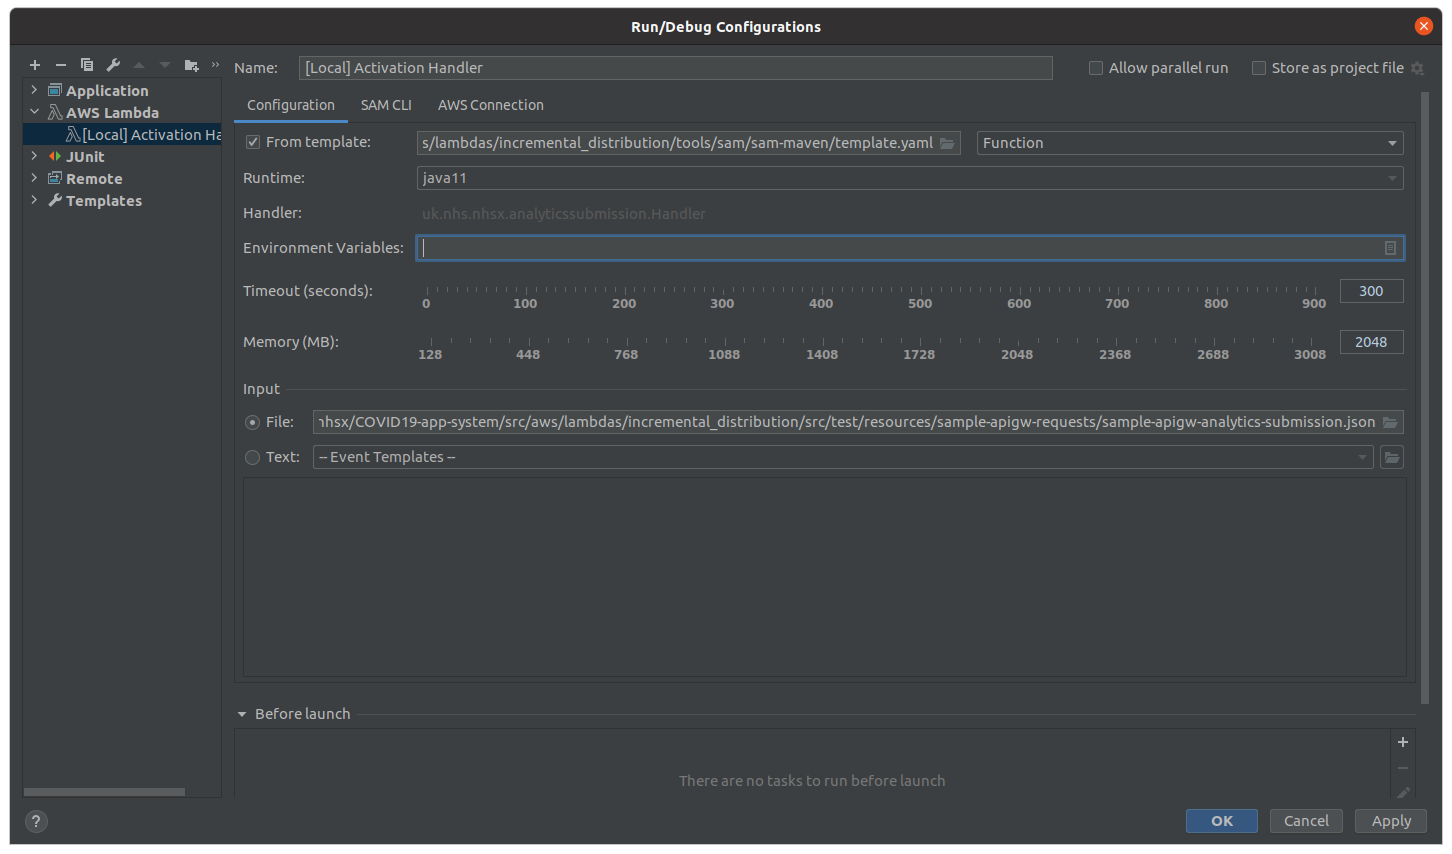 Run/Debug Configurations
Name: [Local] Activation Handler
Allow parallel run
Store as project file
Application
AWS Lambda
[Local] Activation Ha
JUnit
Remote
Templates
Configuration SAM CLI AWS Connection
From template: s/lambdas/incremental_distribution/tools/sam/sam-maven/template.yaml Function
Runtime: java11
Handler: uk.nhs.nhsx.analyticssubmission.Handler
Environment Variables:
Timeout (seconds): 300
0 100 200 300 400 500 600 700 800 900
Memory (MB): 2048
128 448 768 1088 1408 1728 2048 2368 2688 3008
Input
File: nhsx/COVID19-app-system/src/aws/lambdas/incremental_distribution/src/test/resources/sample-apigw-requests/sample-apigw-analytics-submission.json
Text: -- Event Templates --
Before launch
There are no tasks to run before launch
? OK Cancel Apply